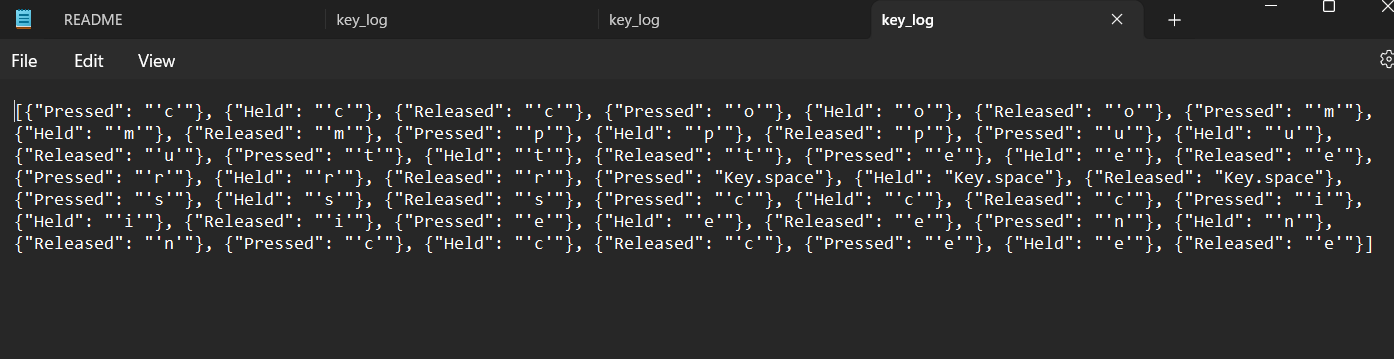 README key_log key_log key_log
File Edit View
[{"Pressed": "'c'"}, {"Held": "'c'"}, {"Released": "'c'"}, {"Pressed": "'o'"}, {"Held": "'o'"}, {"Released": "'o'"}, {"Pressed": "'m'"},
{"Held": "'m'"}, {"Released": "'m'"}, {"Pressed": "'p'"}, {"Held": "'p'"}, {"Released": "'p'"}, {"Pressed": "'u'"}, {"Held": "'u'"},
{"Released": "'u'"}, {"Pressed": "'t'"}, {"Held": "'t'"}, {"Released": "'t'"}, {"Pressed": "'e'"}, {"Held": "'e'"}, {"Released": "'e'"},
{"Pressed": "'r'"}, {"Held": "'r'"}, {"Released": "'r'"}, {"Pressed": "Key.space"}, {"Held": "Key.space"}, {"Released": "Key.space"},
{"Pressed": "'s'"}, {"Held": "'s'"}, {"Released": "'s'"}, {"Pressed": "'c'"}, {"Held": "'c'"}, {"Released": "'c'"}, {"Pressed": "'i'"},
{"Held": "'i'"}, {"Released": "'i'"}, {"Pressed": "'e'"}, {"Held": "'e'"}, {"Released": "'e'"}, {"Pressed": "'n'"}, {"Held": "'n'"},
{"Released": "'n'"}, {"Pressed": "'c'"}, {"Held": "'c'"}, {"Released": "'c'"}, {"Pressed": "'e'"}, {"Held": "'e'"}, {"Released": "'e'"}]